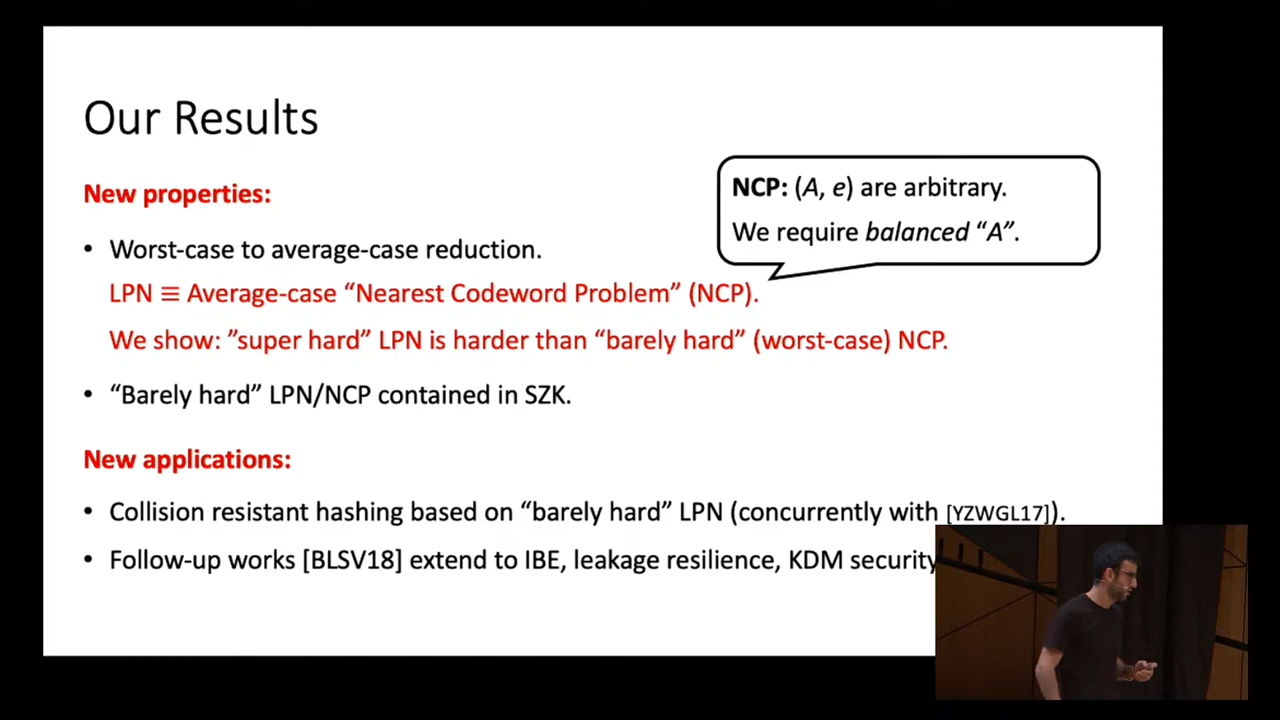 Our Results
New properties:
NCP: (A, e) are arbitrary.
We require balanced “A”.
• Worst-case to average-case reduction.
LPN ≡ Average-case “Nearest Codeword Problem” (NCP).
We show: ”super hard” LPN is harder than “barely hard” (worst-case) NCP.
• “Barely hard” LPN/NCP contained in SZK.
New applications:
• Collision resistant hashing based on “barely hard” LPN (concurrently with [YZWGL17]).
• Follow-up works [BLSV18] extend to IBE, leakage resilience, KDM security